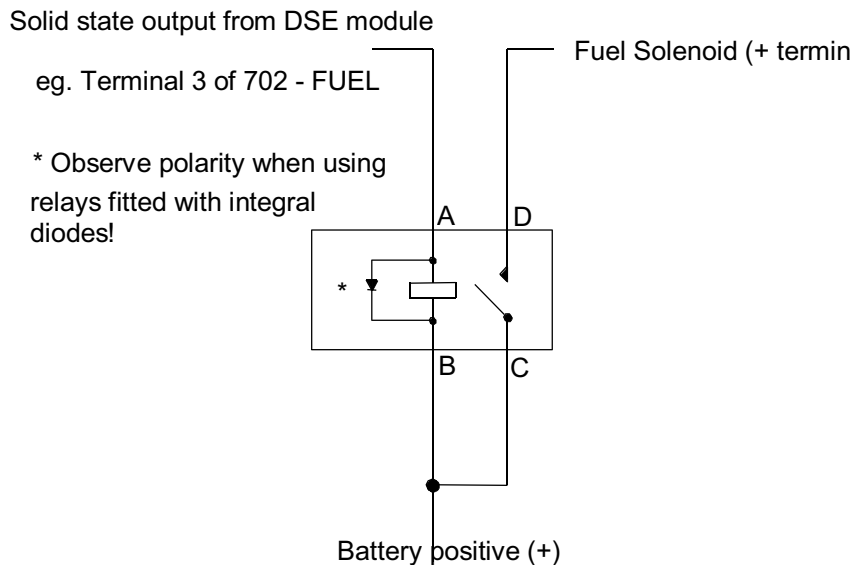 Solid state output from DSE module
Fuel Solenoid (+ termin
eg. Terminal 3 of 702 - FUEL
* Observe polarity when using
relays fitted with integral
diodes!
A D
*
B C
Battery positive (+)